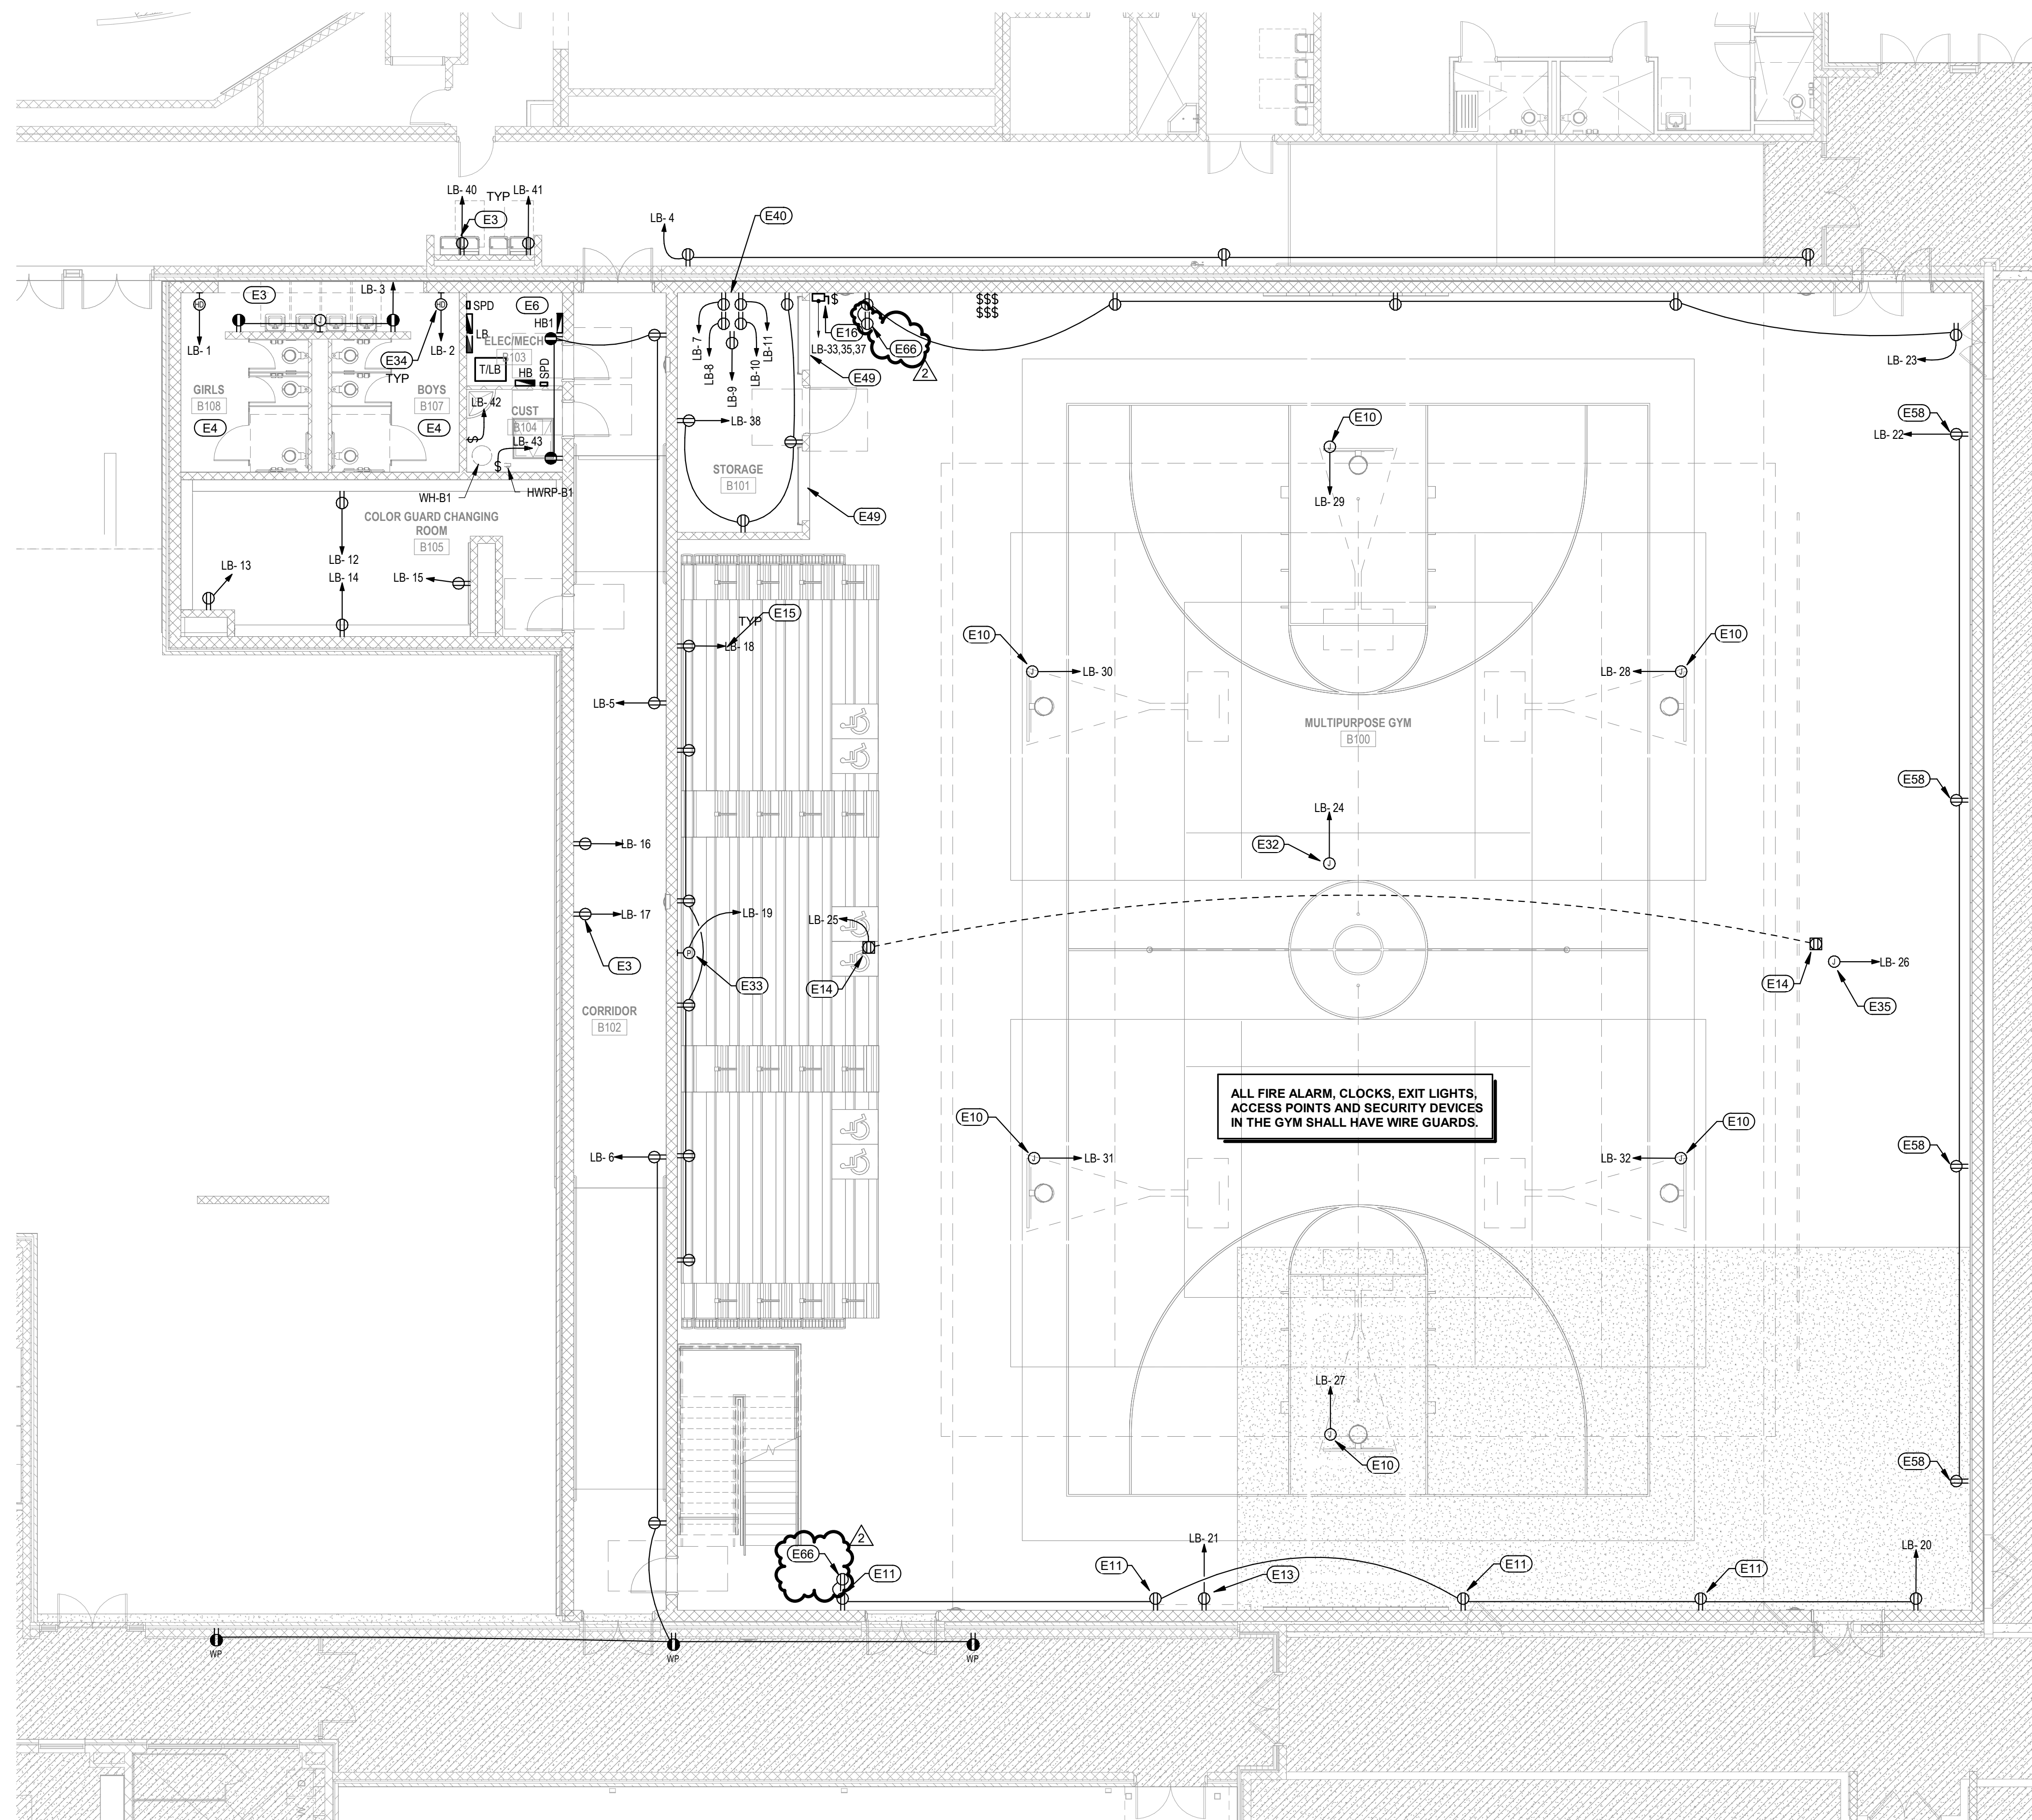 LB- 40
TYP
LB- 41
E3
LB- 4
E40
E3
LB- 3
SPD
E6
HB1
$
$$$
$$$
HD
J
HD
LB
E16
LB- 1
E34
LB- 2
ELEC/MECH
B103
LB- 7
LB-8
LB-9
LB-10
LB-11
LB-33,35,37
E66
2
LB- 23
TYP
T/LB
HB
SPD
E49
GIRLS
B108
BOYS
B107
LB- 42
CUST
B104
E4
E4
$
LB- 43
$
LB- 38
E10
E58
LB- 22
STORAGE
B101
WH-B1
HWRP-B1
J
LB- 29
COLOR GUARD CHANGING
ROOM
B105
E49
LB- 12
LB- 13
LB- 14
LB- 15
TYP
E15
LB- 18
E10
E10
J
LB- 30
LB- 28
J
LB-5
MULTIPURPOSE GYM
B100
E58
LB- 24
LB- 16
E32
J
LB- 17
LB- 19
LB- 25
P
E3
E33
E14
J
LB- 26
E14
E35
CORRIDOR
B102
ALL FIRE ALARM, CLOCKS, EXIT LIGHTS,
ACCESS POINTS AND SECURITY DEVICES
IN THE GYM SHALL HAVE WIRE GUARDS.
E10
E10
E58
LB- 6
J
LB- 31
LB- 32
J
LB- 27
J
E10
E58
2
E66
E11
LB- 21
E11
E13
E11
E11
LB- 20
WP
WP
WP
W
D